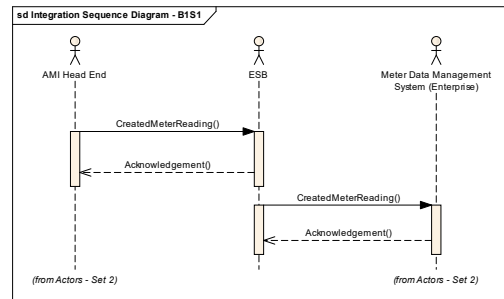 sd Integration Sequence Diagram - B1S1
AMI Head End
ESB
Meter Data Management
System (Enterprise)
CreatedMeterReading()
Acknowledgement()
CreatedMeterReading()
Acknowledgement()
(from Actors - Set 2)
(from Actors - Set 2)